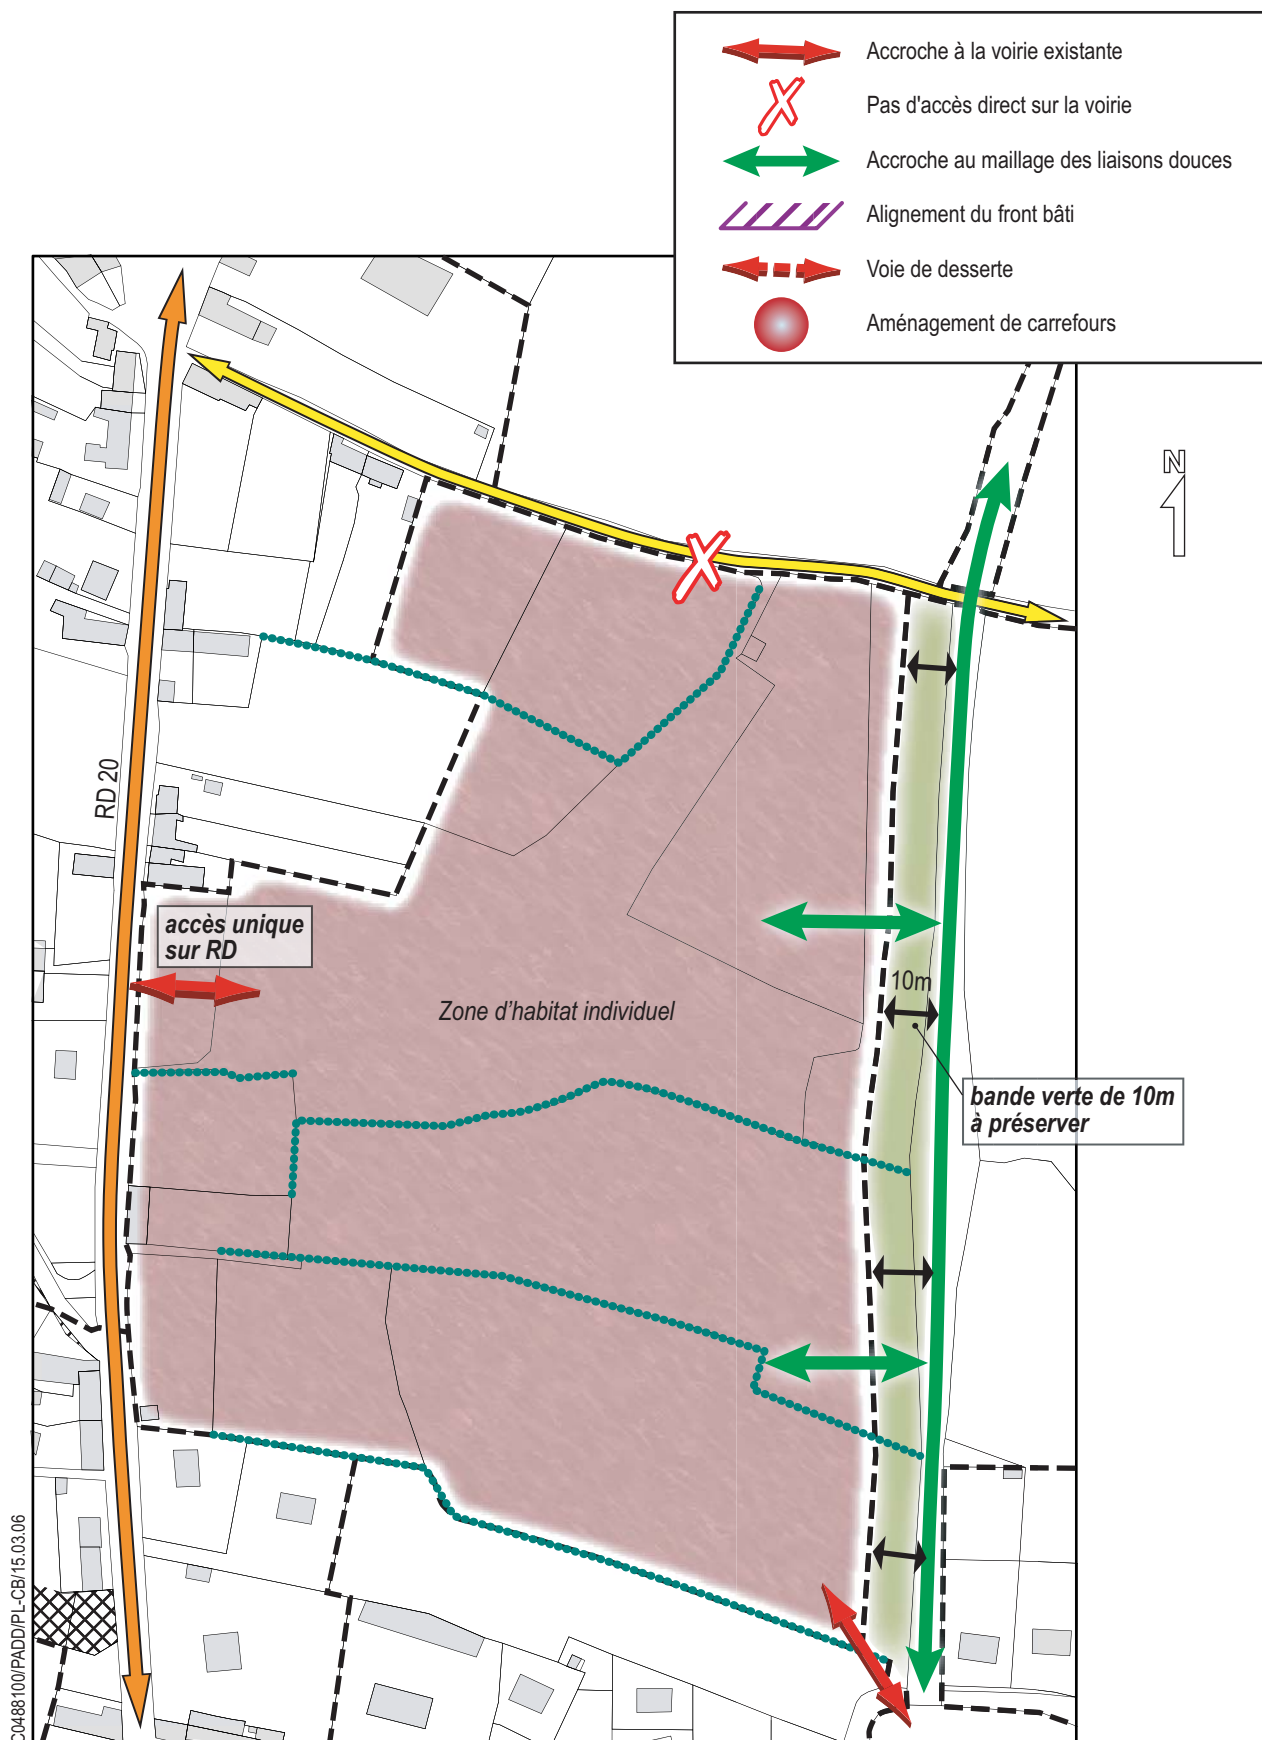 Accroche à la voirie existante
Pas d'accès direct sur la voirie
Accroche au maillage des liaisons douces
Alignement du front bâti
Voie de desserte
Aménagement de carrefours
N
RD 20
accès unique
sur RD
Zone d'habitat individuel
10m
bande verte de 10m
à préserver
C0488100/PADD/PL-CB/15.03.06